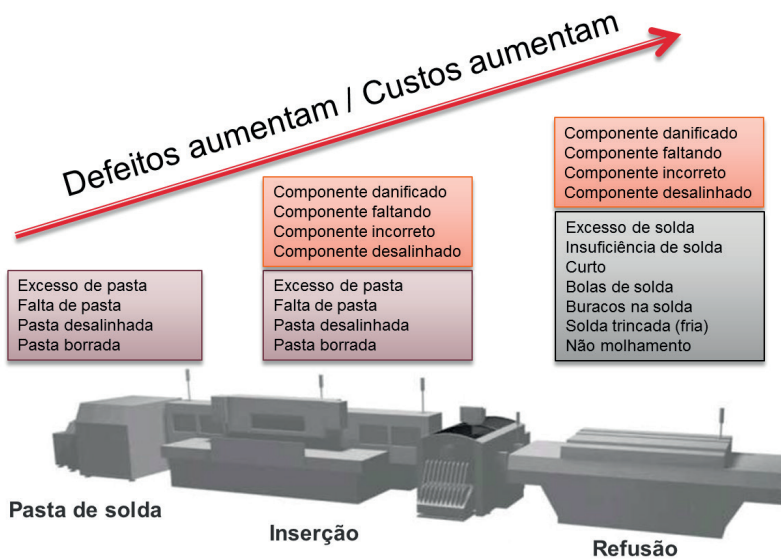 Defeitos aumentam / Custos aumentam
Excesso de pasta
Falta de pasta
Pasta desalinhada
Pasta borrada
Componente danificado
Componente faltando
Componente incorreto
Componente desalinhado
Excesso de pasta
Falta de pasta
Pasta desalinhada
Pasta borrada
Componente danificado
Componente faltando
Componente incorreto
Componente desalinhado
Excesso de solda
Insuficiência de solda
Curto
Bolas de solda
Buracos na solda
Solda trincada (fria)
Não molhamento
Pasta de solda
Inserção
Refusão